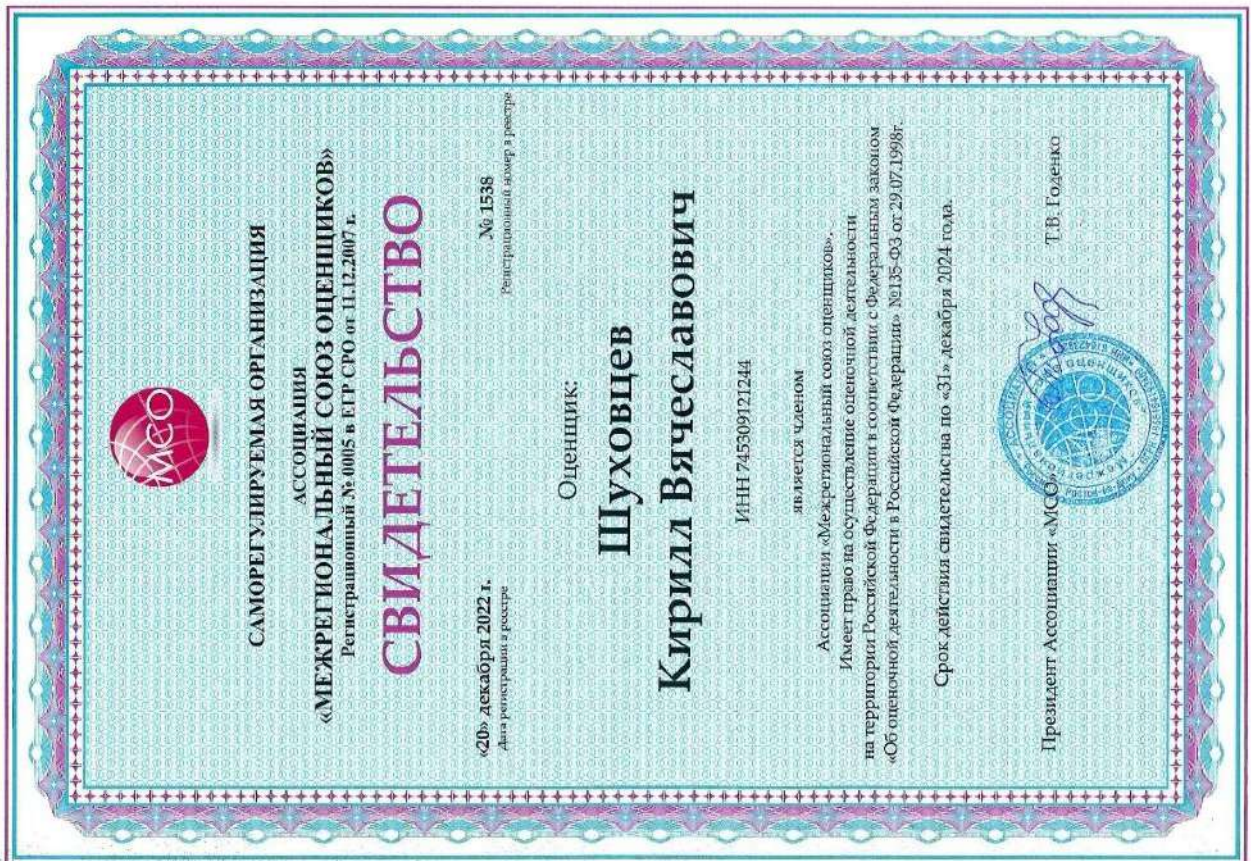 МСО
САМОРЕГУЛИРУЕМАЯ ОРГАНИЗАЦИЯ
АССОЦИАЦИЯ
«МЕЖРЕГИОНАЛЬНЫЙ СОЮЗ ОЦЕНЩИКОВ»
Регистрационный № 0005 в ЕГР СРО от 11.12.2007 г.
СВИДЕТЕЛЬСТВО
«20» декабря 2022 г. № 1538
Дата регистрации в реестре Регистрационный номер в реестре
Оценщик:
Шуховцев
Кирилл Вячеславович
ИНН 745309121244
является членом
Ассоциации «Межрегиональный союз оценщиков».
Имеет право на осуществление оценочной деятельности
на территории Российской Федерации в соответствии с Федеральным законом
«Об оценочной деятельности в Российской Федерации» №135-ФЗ от 29.07.1998г.
Срок действия свидетельства по «31» декабря 2024 года.
Президент Ассоциации «МСО» Т.В. Годенко